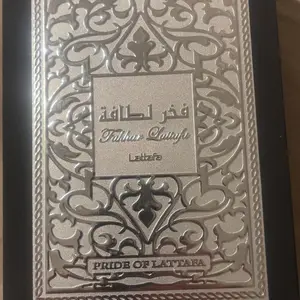 فخر لطافة
Fakhar Lattafa
Lattafa
PRIDE OF LATTAFA